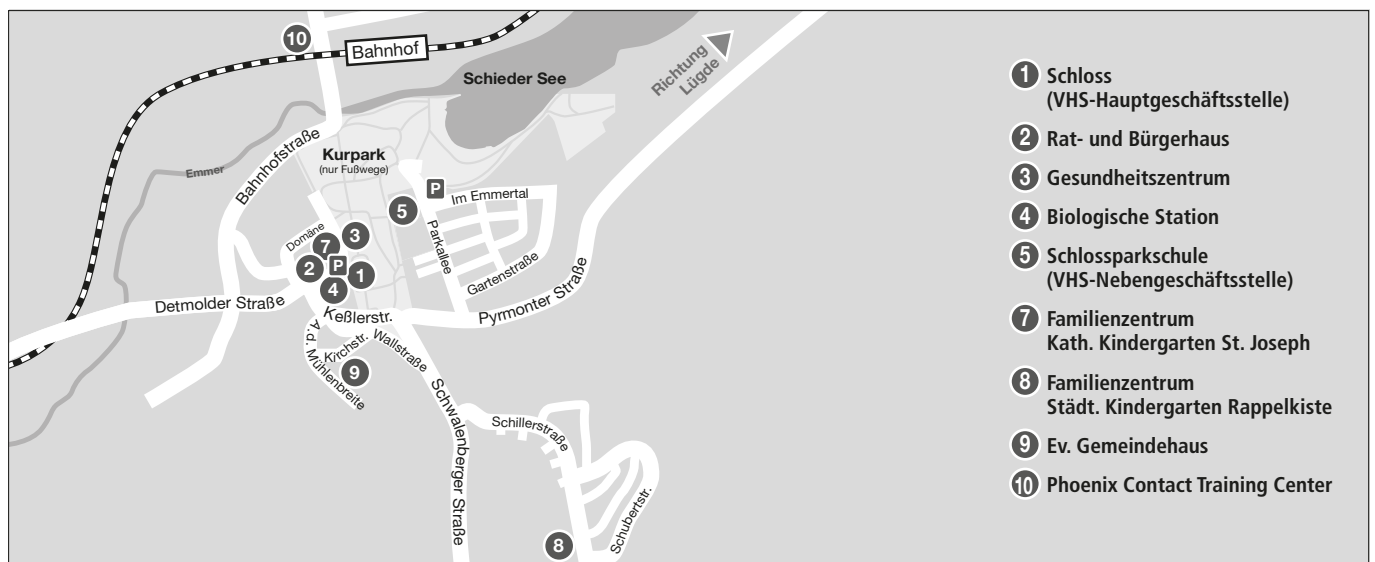 10
Bahnhof
Schieder See
Richtung
Lügde
Kurpark
(nur Fußwege)
Emmer
Bahnhofstraße
P
Im Emmertal
5
Parkallee
Domäne
3
7
2
P
1
4
Gartenstraße
Detmolder Straße
Keßlerstr.
Pyrmonter Straße
A.d. Mühlenbreite
Kirchstr.
Wallstraße
9
Schwalenberger Straße
Schillerstraße
Schubertstr.
8
1 Schloss
(VHS-Hauptgeschäftsstelle)
2 Rat- und Bürgerhaus
3 Gesundheitszentrum
4 Biologische Station
5 Schlossparkschule
(VHS-Nebengeschäftsstelle)
7 Familienzentrum
Kath. Kindergarten St. Joseph
8 Familienzentrum
Städt. Kindergarten Rappelkiste
9 Ev. Gemeindehaus
10 Phoenix Contact Training Center